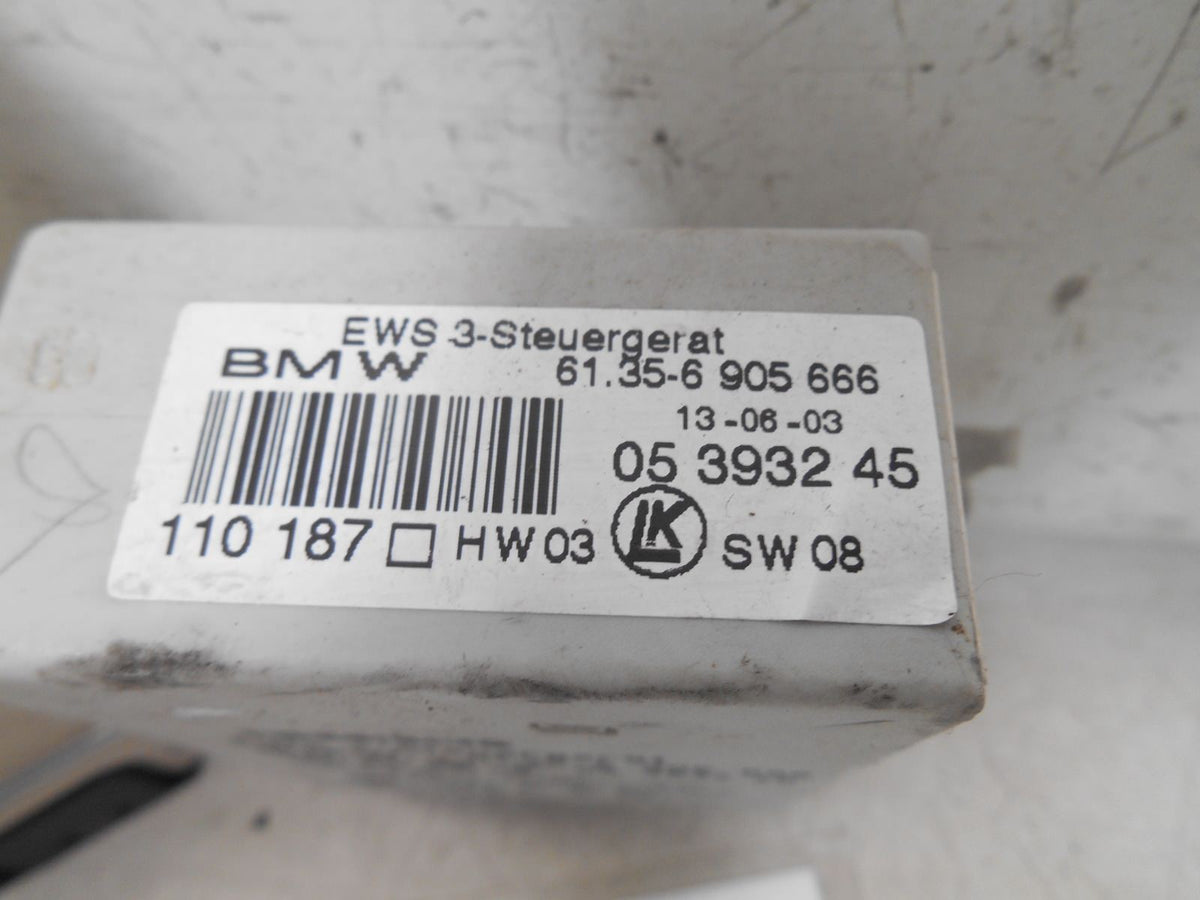 EWS 3-Steuergerat
BMW 61.35-6 905 666
13-06-03
05 3932 45
110 187 □ HW 03 LK SW 08